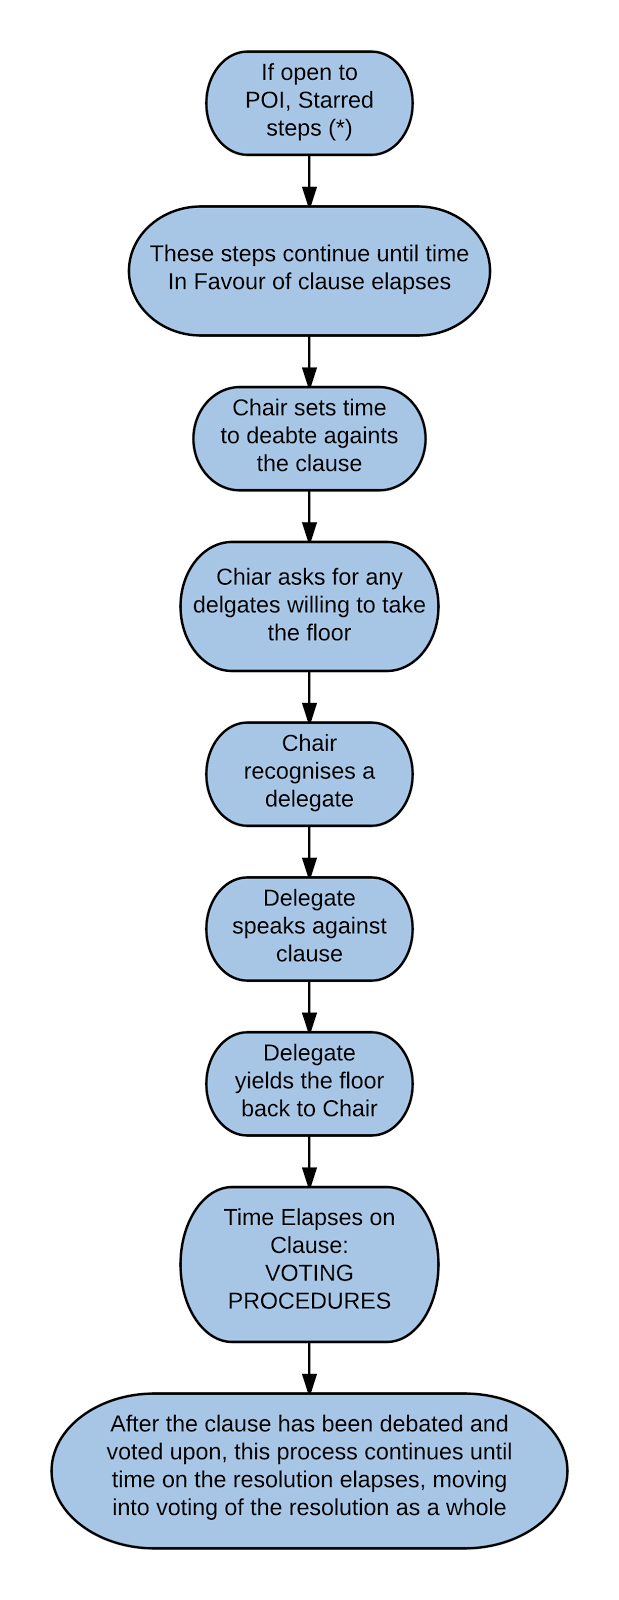 If open to
POI, Starred
steps (*)
These steps continue until time
In Favour of clause elapses
Chair sets time
to deabte againts
the clause
Chiar asks for any
delgates willing to take
the floor
Chair
recognises a
delegate
Delegate
speaks against
clause
Delegate
yields the floor
back to Chair
Time Elapses on
Clause:
VOTING
PROCEDURES
After the clause has been debated and
voted upon, this process continues until
time on the resolution elapses, moving
into voting of the resolution as a whole